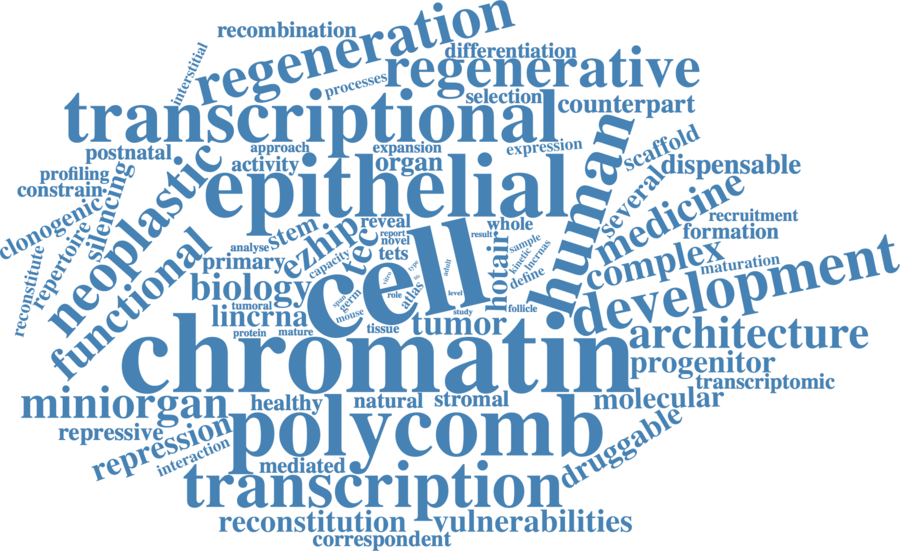 recombination
regeneration
interstitial
differentiation
processes
regenerative
transcriptional
selection
counterpart
postnatal
approach
expansion
expression
human
scaffold
profiling
activity
organ
dispensable
constrain
silencing
neoplastic
epithelial
several
medicine
clonogenic
repertoire
reconstitute
functional
stem
ezhip
reveal
whole
recruitment
report
novel
result
formation
analyse
tec
tets
hotair
sample
kinetic
lncrnas
define
complex
primary
capacity
cell
maturation
biology
germ
span
mouse
vitro
type
role
atlas
adult
level
study
follicle
development
tumoral
lincrna
protein
mature
tissue
tumor
architecture
chromatin
progenitor
transcriptomic
miniorgan
healthy
natural
stromal
molecular
repressive
repression
polycomb
druggable
interaction
mediated
transcription
reconstitution
vulnerabilities
correspondent